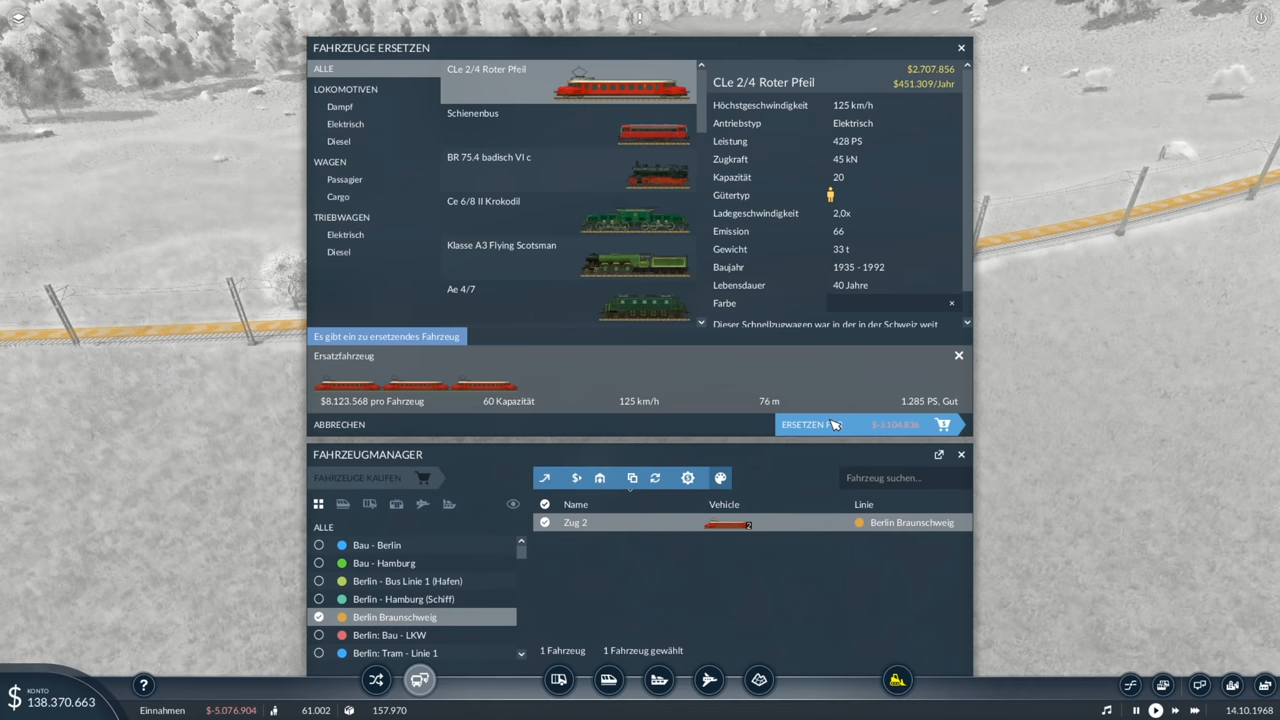 FAHRZEUGE ERSETZEN
ALLE
LOKOMOTIVEN
Dampf
Elektrisch
Diesel
WAGEN
Passagier
Cargo
TRIEBWAGEN
Elektrisch
Diesel
CLe 2/4 Roter Pfeil
Schienenbus
BR 75.4 badisch VI c
Ce 6/8 II Krokodil
Klasse A3 Flying Scotsman
Ae 4/7
$2.707.856
CLe 2/4 Roter Pfeil
$451.309/Jahr
Höchstgeschwindigkeit 125 km/h
Antriebstyp Elektrisch
Leistung 428 PS
Zugkraft 45 kN
Kapazität 20
Gütertyp
Ladegeschwindigkeit 2,0x
Emission 66
Gewicht 33 t
Baujahr 1935 - 1992
Lebensdauer 40 Jahre
Farbe
Dieser Schnellzugwagen war in der in der Schweiz weit
Es gibt ein zu ersetzendes Fahrzeug
Ersatzfahrzeug
$8.123.568 pro Fahrzeug 60 Kapazität 125 km/h 76 m 1.285 PS, Gut
ABBRECHEN
ERSETZEN $-3.104.836
FAHRZEUGMANAGER
FAHRZEUGE KAUFEN
Fahrzeug suchen...
ALLE
Bau - Berlin
Bau - Hamburg
Berlin - Bus Linie 1 (Hafen)
Berlin - Hamburg (Schiff)
Berlin Braunschweig
Berlin: Bau - LKW
Berlin: Tram - Linie 1
Name Vehicle Linie
Zug 2 2 Berlin Braunschweig
1 Fahrzeug 1 Fahrzeug gewählt
KONTO
$ 138.370.663
?
Einnahmen $-5.076.904 61.002 157.970
14.10.1968